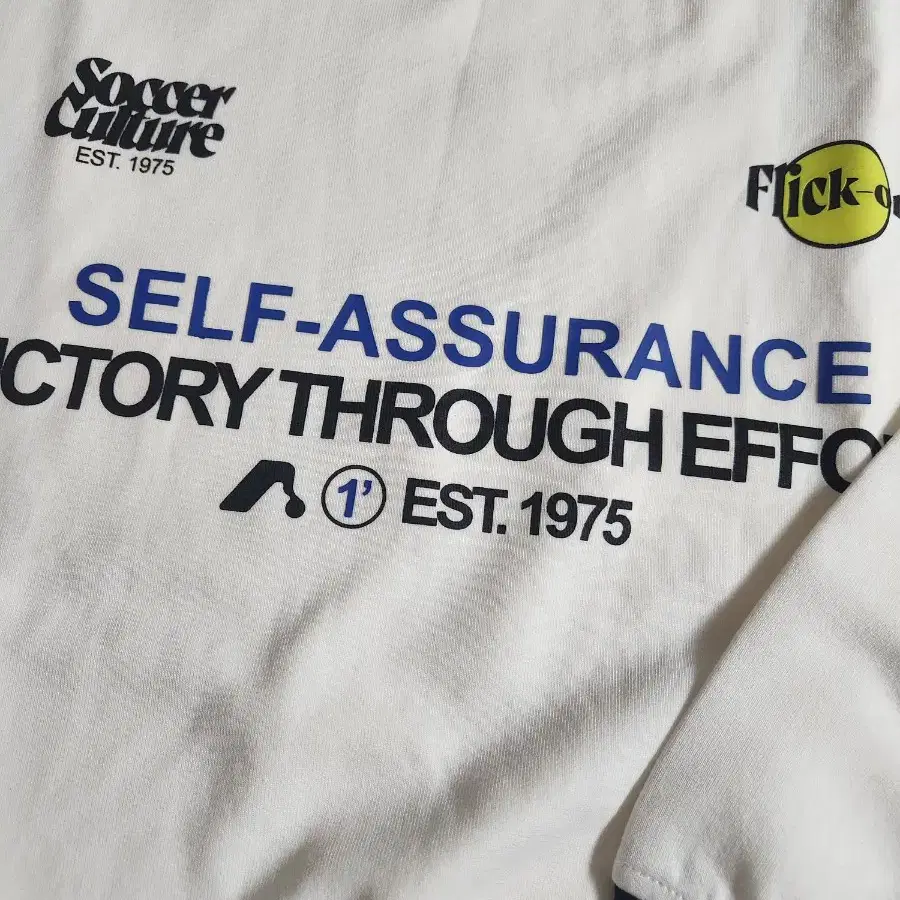 Soccer
Culture
EST. 1975
Flick-o
SELF-ASSURANCE
ICTORY THROUGH EFFO
1' EST. 1975